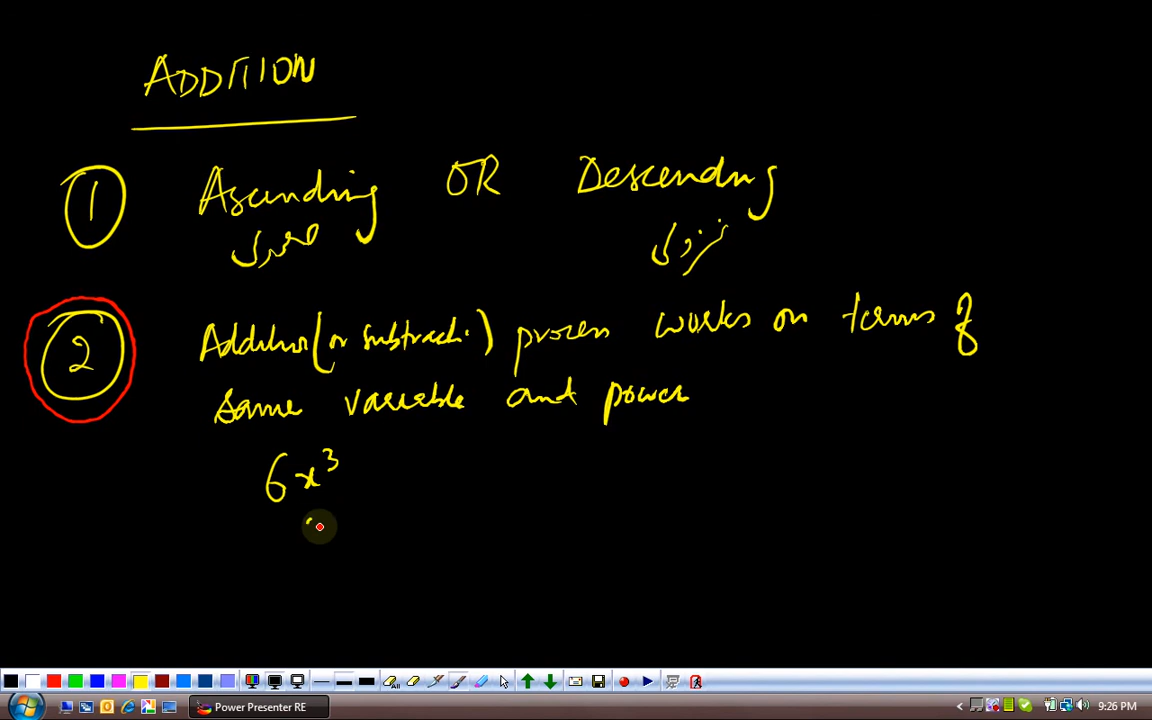 ADDITION
1 Ascending OR Descending
صعودی نزولی
2 Addition (or subtracti.) process works on terms of
same variable and power
6x³
Power Presenter RE
9:26 PM